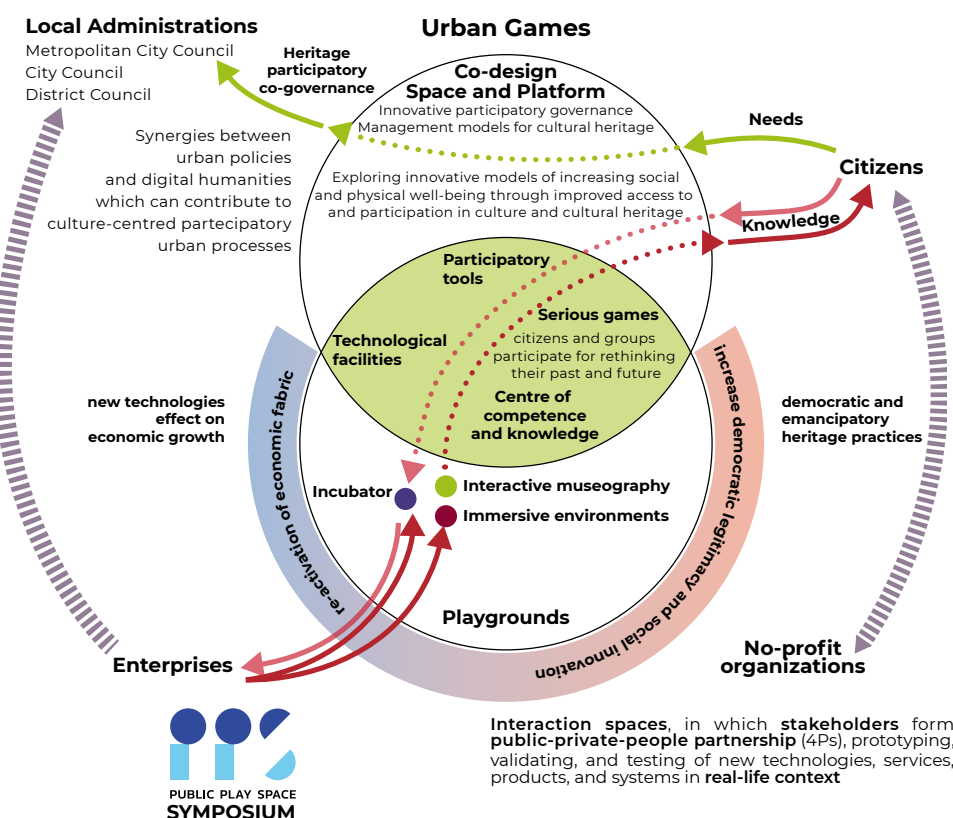 Local Administrations
Metropolitan City Council
City Council
District Council
Heritage
participatory
co-governance
Urban Games
Co-design
Space and Platform
Innovative participatory governance
Management models for cultural heritage
Needs
Citizens
Knowledge
Synergies between
urban policies
and digital humanities
which can contribute to
culture-centred partecipatory
urban processes
Exploring innovative models of increasing social
and physical well-being through improved access to
and participation in culture and cultural heritage
Participatory
tools
Serious games
citizens and groups
participate for rethinking
their past and future
Technological
facilities
Centre of
competence
and knowledge
new technologies
effect on
economic growth
re-activation of economic fabric
increase democratic legitimacy and social innovation
democratic and
emancipatory
heritage practices
Incubator
Interactive museography
Immersive environments
Playgrounds
Enterprises
No-profit
organizations
PUBLIC PLAY SPACE
SYMPOSIUM
Interaction spaces, in which stakeholders form
public-private-people partnership (4Ps), prototyping,
validating, and testing of new technologies, services,
products, and systems in real-life context